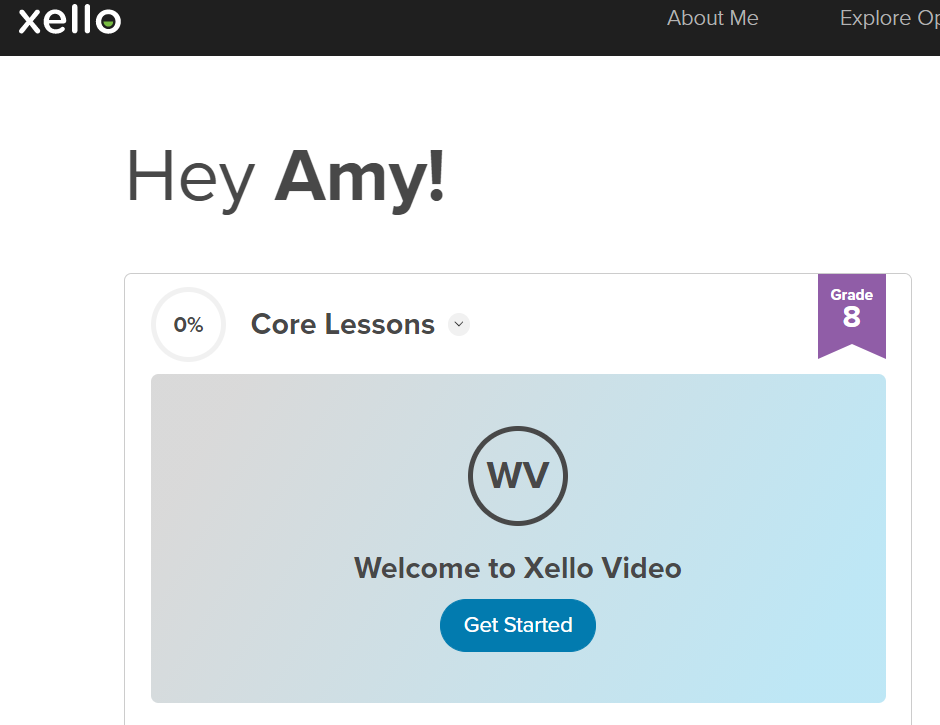 xello
About Me
Explore Op
Hey Amy!
0%
Core Lessons
Grade
8
WV
Welcome to Xello Video
Get Started